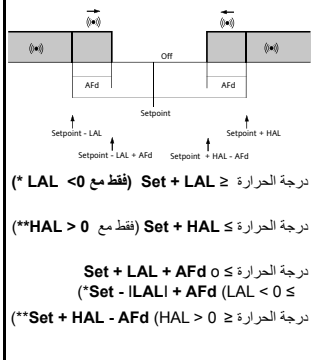 Off
AFd
AFd
Setpoint
Setpoint - LAL
Setpoint + HAL
Setpoint - LAL + AFd
Setpoint + HAL - AFd
درجة الحرارة ≤ Set + LAL (فقط مع LAL <0 *)
درجة الحرارة ≥ Set + HAL (فقط مع HAL > 0**)
درجة الحرارة ≥ Set + LAL + AFd o
≥ Set - ILALI + AFd (LAL < 0*)
درجة الحرارة ≤ Set + HAL - AFd (HAL > 0**)